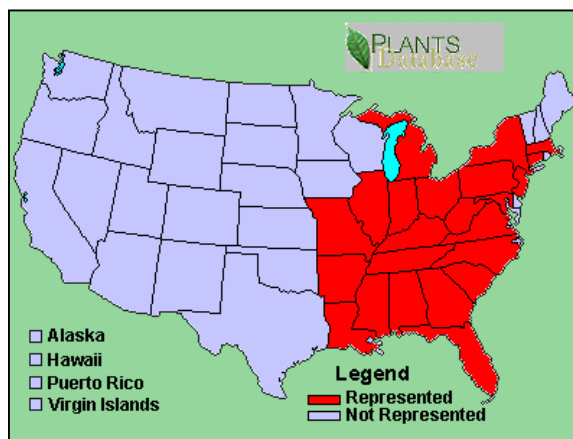 PLANTS
Database
Alaska
Hawaii
Puerto Rico
Virgin Islands
Legend
Represented
Not Represented